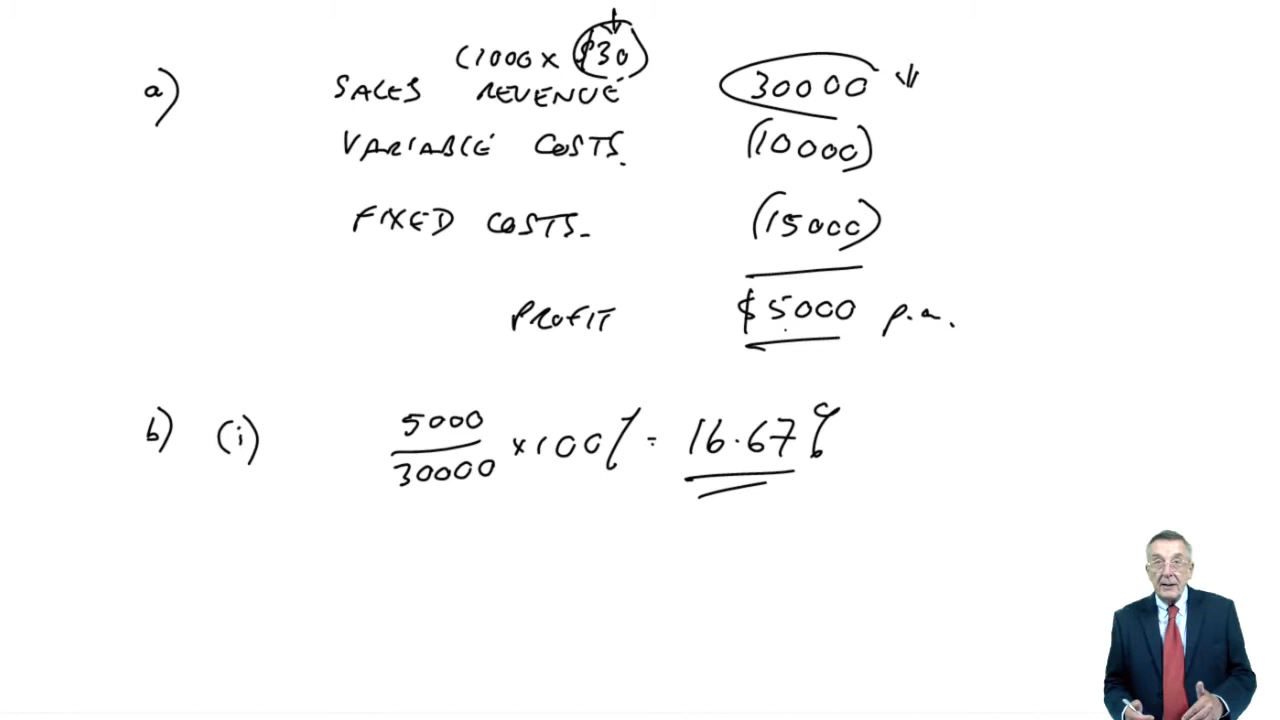 (1000 × $30)
a) SALES REVENUE 30000
VARIABLE COSTS. (10000)
FIXED COSTS. (15000)
PROFIT $5000 p.a.
b) (i) 5000
30000 ×100% = 16.67%